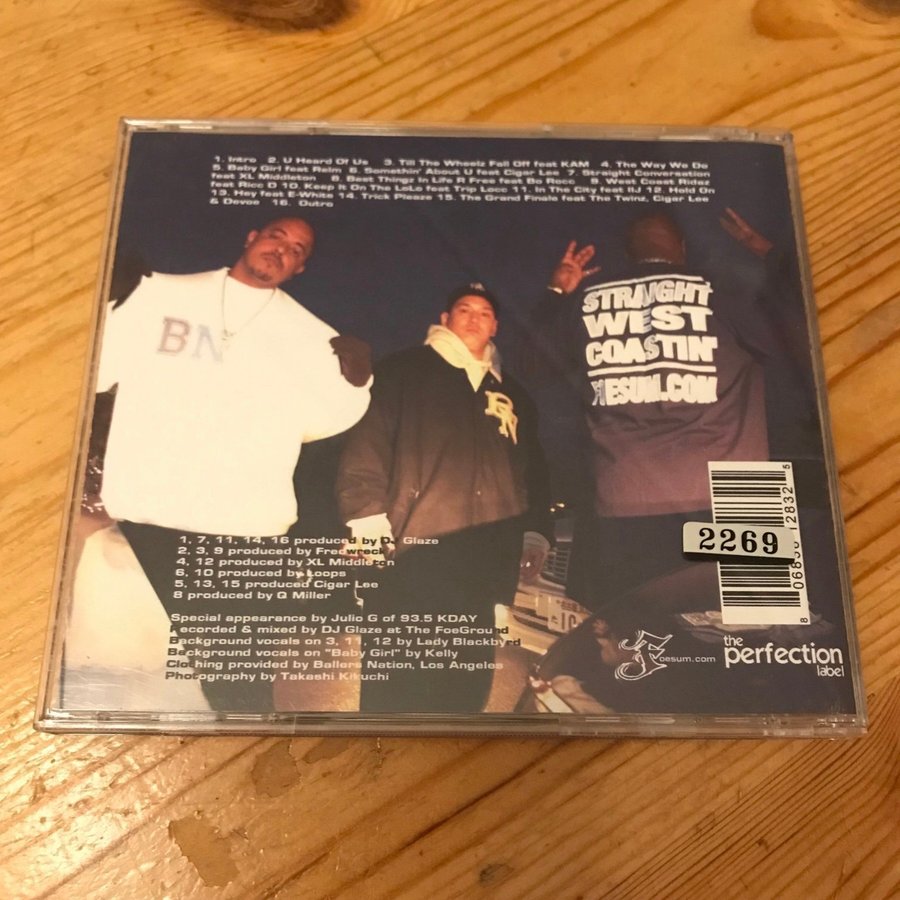 1. Intro 2. U Heard Of Us 3. Till The Wheelz Fall Off feat KAM 4. The Way We Do
5. Baby Girl feat Relm 6. Somethin' About U feat Cigar Lee 7. Straight Conversation
feat XL Middleton 8. Best Thingz In Life R Free feat Bo Rocc 9. West Coast Ridaz
feat Ricc D 10. Keep It On The LoLo feat Trip Locc 11. In The City feat IIJ 12. Hold On
13. Hey feat E-White 14. Trick Pleaze 15. The Grand Finale feat The Twinz, Cigar Lee
& Devoe 16. Outro
BN
BN
STRAIGHT
WEST
COASTIN'
FOESUM.COM
1, 7, 11, 14, 16 produced by DJ Glaze
2, 3, 9 produced by Freewreck
4, 12 produced by XL Middleton
6, 10 produced by Loops
5, 13, 15 produced Cigar Lee
8 produced by Q Miller
Special appearance by Julio G of 93.5 KDAY
Recorded & mixed by DJ Glaze at The FoeGround
Background vocals on 3, 11, 12 by Lady Blackbyrd
Background vocals on "Baby Girl" by Kelly
Clothing provided by Ballers Nation, Los Angeles
Photography by Takashi Kikuchi
2269
Foesum.com
the
perfection
label